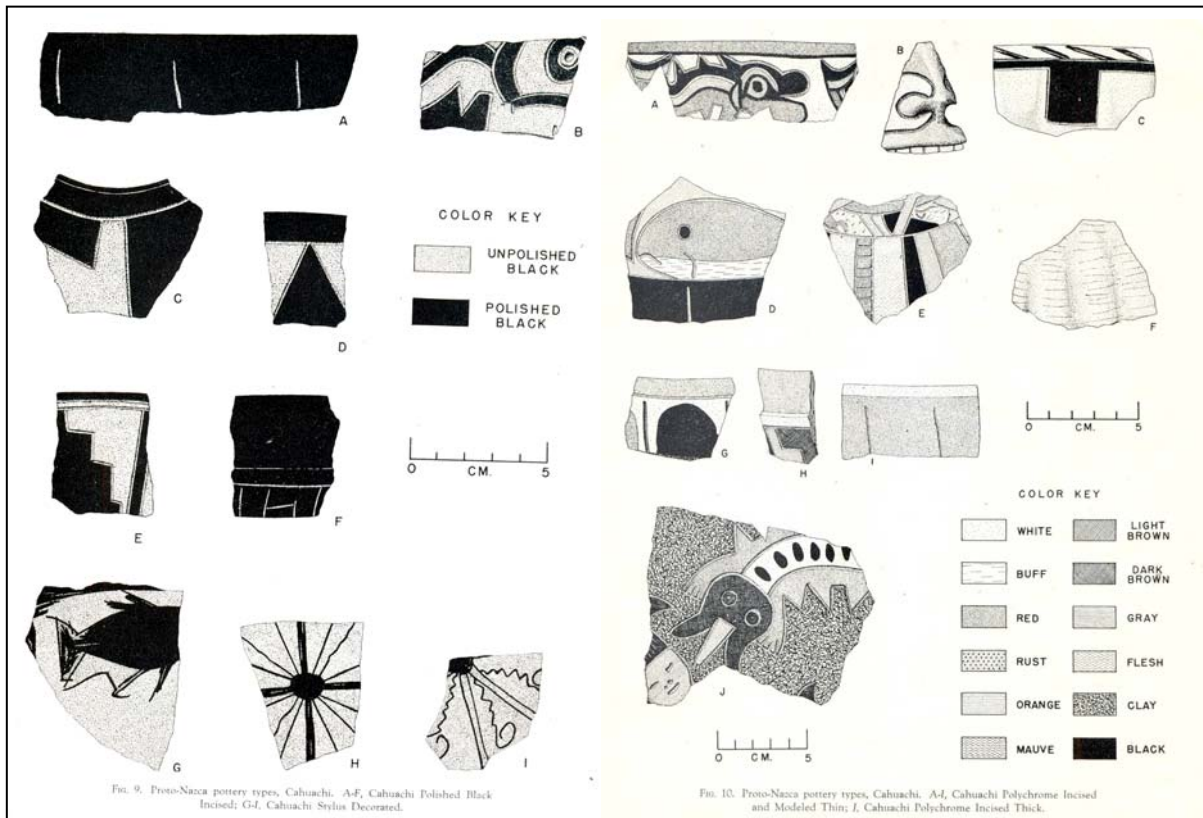 A
B
C
D
COLOR KEY
UNPOLISHED
BLACK
POLISHED
BLACK
E
F
0 5
CM.
G
H
I
FIG. 9. Proto-Nazca pottery types, Cahuachi. A-F, Cahuachi Polished Black
Incised; G-I, Cahuachi Stylus Decorated.
A
B
C
D
E
F
G
H
I
0 5
CM.
J
0 5
CM.
COLOR KEY
WHITE
LIGHT
BROWN
BUFF
DARK
BROWN
RED
GRAY
RUST
FLESH
ORANGE
CLAY
MAUVE
BLACK
FIG. 10. Proto-Nazca pottery types, Cahuachi. A-I, Cahuachi Polychrome Incised
and Modeled Thin; J, Cahuachi Polychrome Incised Thick.